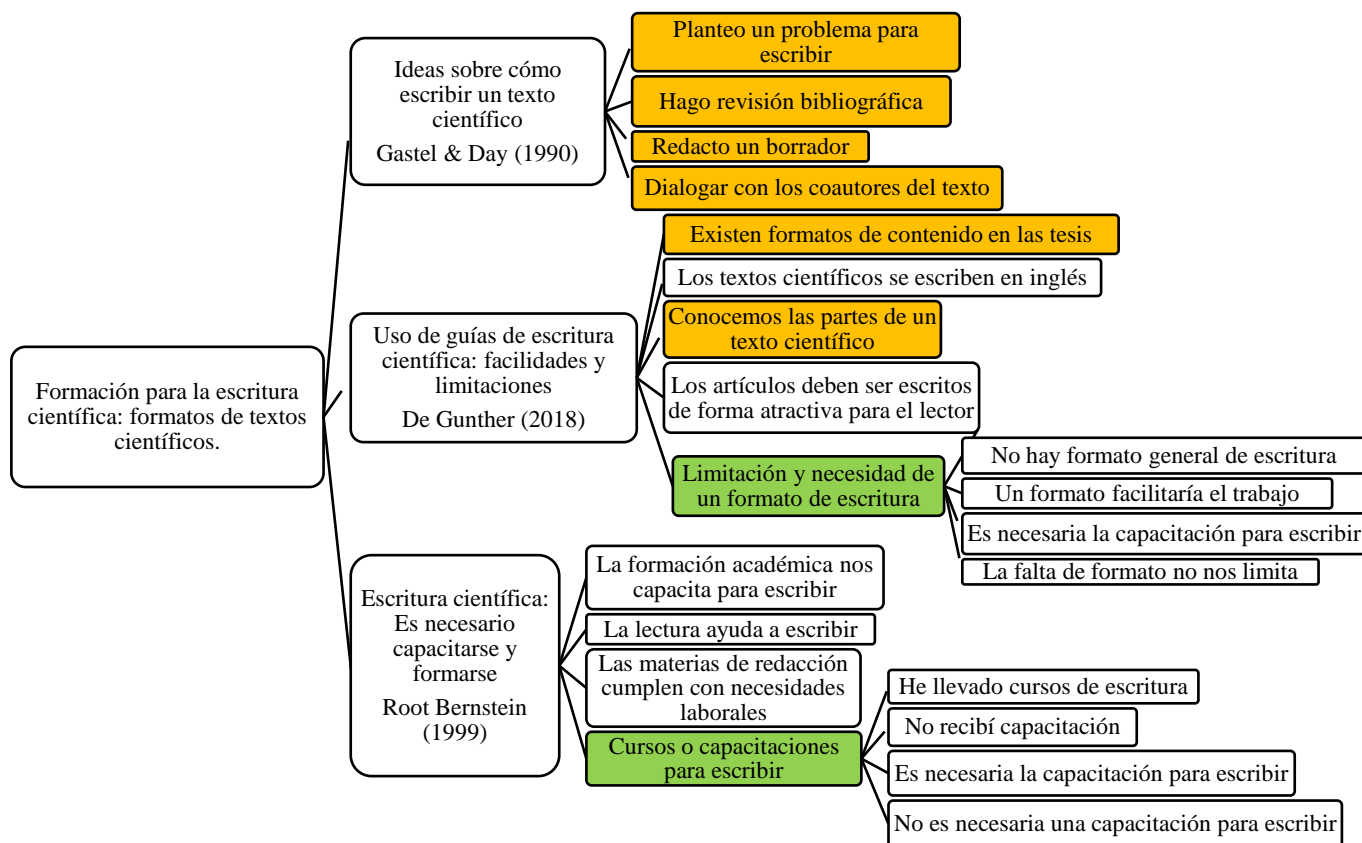 Formación para la escritura
científica: formatos de textos
científicos.
Ideas sobre cómo
escribir un texto
científico
Gastel & Day (1990)
Planteo un problema para
escribir
Hago revisión bibliográfica
Redacto un borrador
Dialogar con los coautores del texto
Uso de guías de escritura
científica: facilidades y
limitaciones
De Gunther (2018)
Existen formatos de contenido en las tesis
Los textos científicos se escriben en inglés
Conocemos las partes de un
texto científico
Los artículos deben ser escritos
de forma atractiva para el lector
Limitación y necesidad de
un formato de escritura
No hay formato general de escritura
Un formato facilitaría el trabajo
Es necesaria la capacitación para escribir
La falta de formato no nos limita
Escritura científica:
Es necesario
capacitarse y
formarse
Root Bernstein
(1999)
La formación académica nos
capacita para escribir
La lectura ayuda a escribir
Las materias de redacción
cumplen con necesidades
laborales
Cursos o capacitaciones
para escribir
He llevado cursos de escritura
No recibí capacitación
Es necesaria la capacitación para escribir
No es necesaria una capacitación para escribir